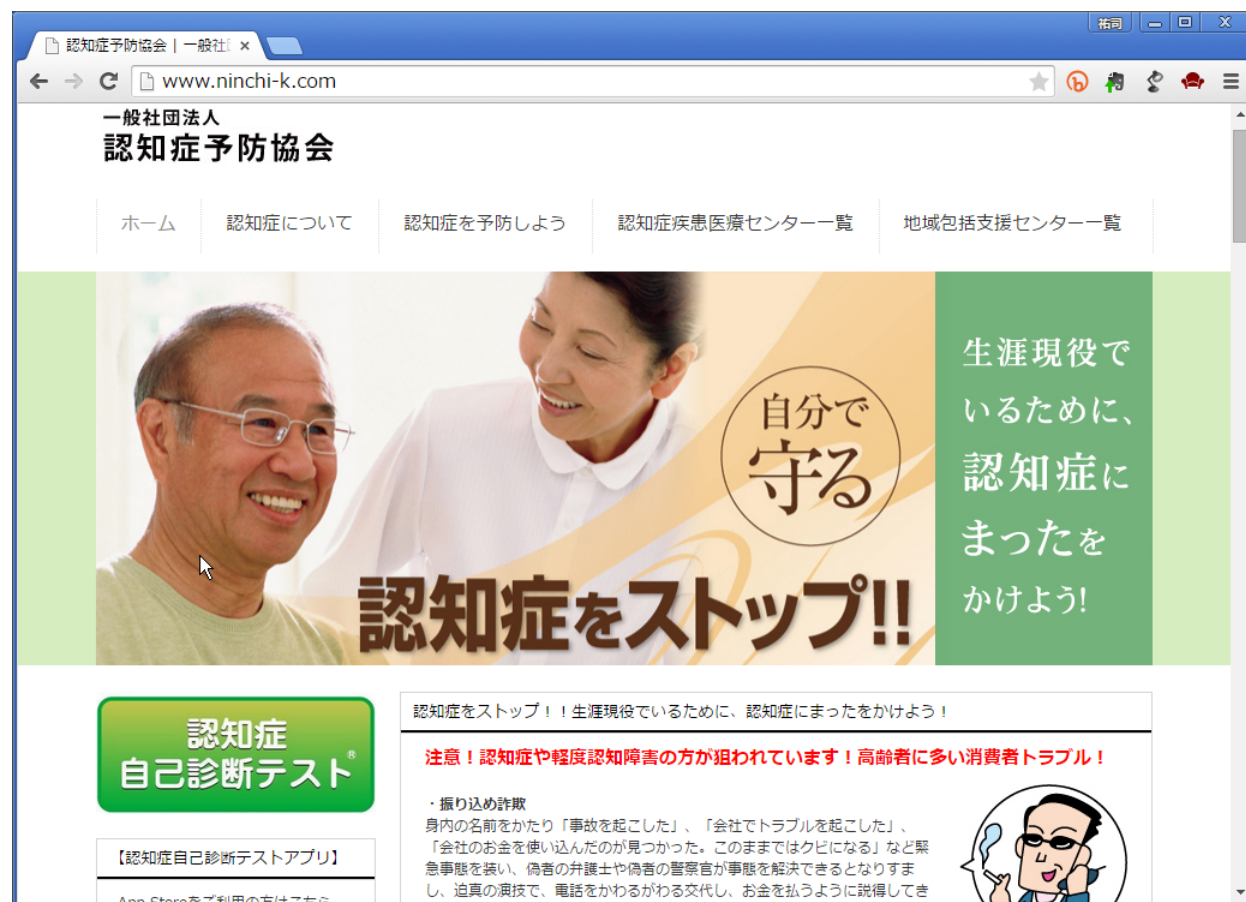 祐司
認知症予防協会 | 一般社
www.ninchi-k.com
一般社団法人
認知症予防協会
ホーム
認知症について
認知症を予防しよう
認知症疾患医療センター一覧
地域包括支援センター一覧
自分で
守る
認知症をストップ!!
生涯現役で
いるために、
認知症に
まったを
かけよう!
認知症
自己診断テスト®
【認知症自己診断テストアプリ】
App Storeをご利用の方はこちら
認知症をストップ！！生涯現役でいるために、認知症にまったをかけよう！
注意！認知症や軽度認知障害の方が狙われています！高齢者に多い消費者トラブル！
・振り込め詐欺
身内の名前をかたり「事故を起こした」、「会社でトラブルを起こした」、
「会社のお金を使い込んだのが見つかった。このままではクビになる」など緊
急事態を装い、偽者の弁護士や偽者の警察官が事態を解決できるとなりすま
し、迫真の演技で、電話をかわるがわる交代し、お金を払うように説得してき